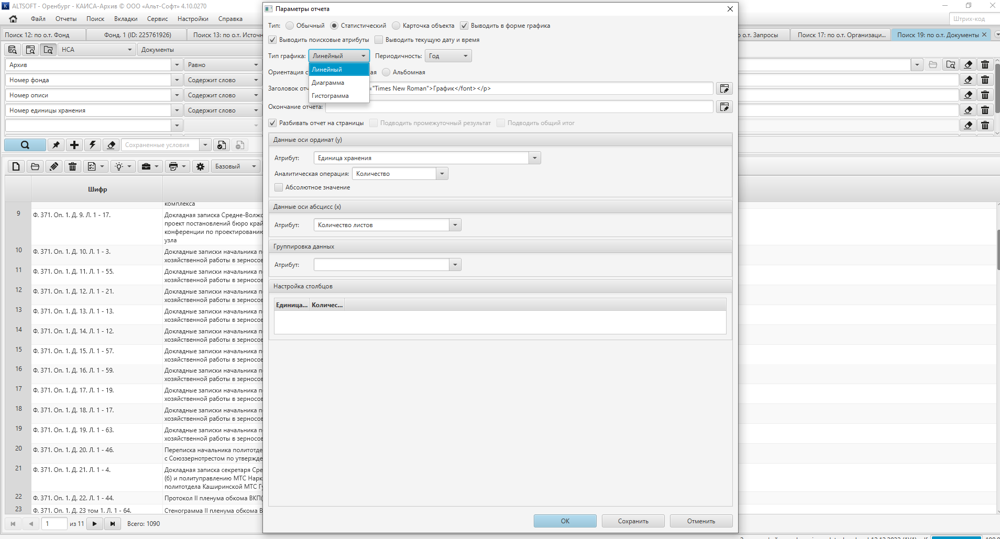 ALTSOFT - Оренбург - КАИСА-Архив © ООО «Альт-Софт» 4.10.0270
Файл Отчеты Поиск Вкладки Сервис Настройки Справка
Штрих-код
Поиск 12: по о.т. Фонд
Фонд. 1 (ID: 225761926)
Поиск 13: по о.т. Источн
о о.т. Запросы
Поиск 17: по о.т. Организаци...
Поиск 19: по о.т. Документы
НСА
Документы
Архив Равно
Номер фонда Содержит слово
Номер описи Содержит слово
Номер единицы хранения Содержит слово
Сохраненные условия
Базовый
Шифр
комплекса
9 Ф. 371. Оп. 1. Д. 9. Л. 1 - 17. Докладная записка Средне-Волжс
проект постановлений бюро край
конференции по проектированию
узла
10 Ф. 371. Оп. 1. Д. 10. Л. 1 - 3. Докладные записки начальника п
хозяйственной работы в зерносов
11 Ф. 371. Оп. 1. Д. 11. Л. 1 - 55. Докладные записки начальника п
хозяйственной работы в зерносов
12 Ф. 371. Оп. 1. Д. 12. Л. 1 - 21. Докладные записки начальника п
хозяйственной работы в зерносов
13 Ф. 371. Оп. 1. Д. 13. Л. 1 - 13. Докладные записки начальника п
хозяйственной работы в зерносов
14 Ф. 371. Оп. 1. Д. 14. Л. 1 - 12. Докладные записки начальника п
хозяйственной работы в зерносов
15 Ф. 371. Оп. 1. Д. 15. Л. 1 - 57. Докладные записки начальника п
хозяйственной работы в зерносов
16 Ф. 371. Оп. 1. Д. 16. Л. 1 - 59. Докладные записки начальника п
хозяйственной работы в зерносов
17 Ф. 371. Оп. 1. Д. 17. Л. 1 - 19. Докладные записки начальника п
хозяйственной работы в зерносов
18 Ф. 371. Оп. 1. Д. 18. Л. 1 - 17. Докладные записки начальника п
хозяйственной работы в зерносов
19 Ф. 371. Оп. 1. Д. 19. Л. 1 - 63. Докладные записки начальника п
хозяйственной работы в зерносов
20 Ф. 371. Оп. 1. Д. 20. Л. 1 - 46. Переписка начальника политотде
с Союззернотрестом по утвержде
21 Ф. 371. Оп. 1. Д. 21. Л. 1 - 4. Докладная записка секретаря Сре
(б) и политуправлению МТС Нарк
политотдела Каширинской МТС Гу
22 Ф. 371. Оп. 1. Д. 22. Л. 1 - 44. Протокол II пленума обкома ВКП(
23 Ф. 371. Оп. 1. Д. 23 том 1. Л. 1 - 64. Стенограмма II пленума обкома В
1 из 11 Всего: 1090
Параметры отчета
Тип: Обычный Статистический Карточка объекта Выводить в форме графика
Выводить поисковые атрибуты Выводить текущую дату и время
Тип графика: Линейный Периодичность: Год
Линейный
Диаграмма
Гистограмма
Ориентация с ая Альбомная
Заголовок отч ="Times New Roman">График</font></p>
Окончание отчета:
Разбивать отчет на страницы Подводить промежуточный результат Подводить общий итог
Данные оси ординат (y)
Атрибут: Единица хранения
Аналитическая операция: Количество
Абсолютное значение
Данные оси абсцисс (x)
Атрибут: Количество листов
Группировка данных
Атрибут:
Настройка столбцов
Единица... Количес...
OK Сохранить Отменить